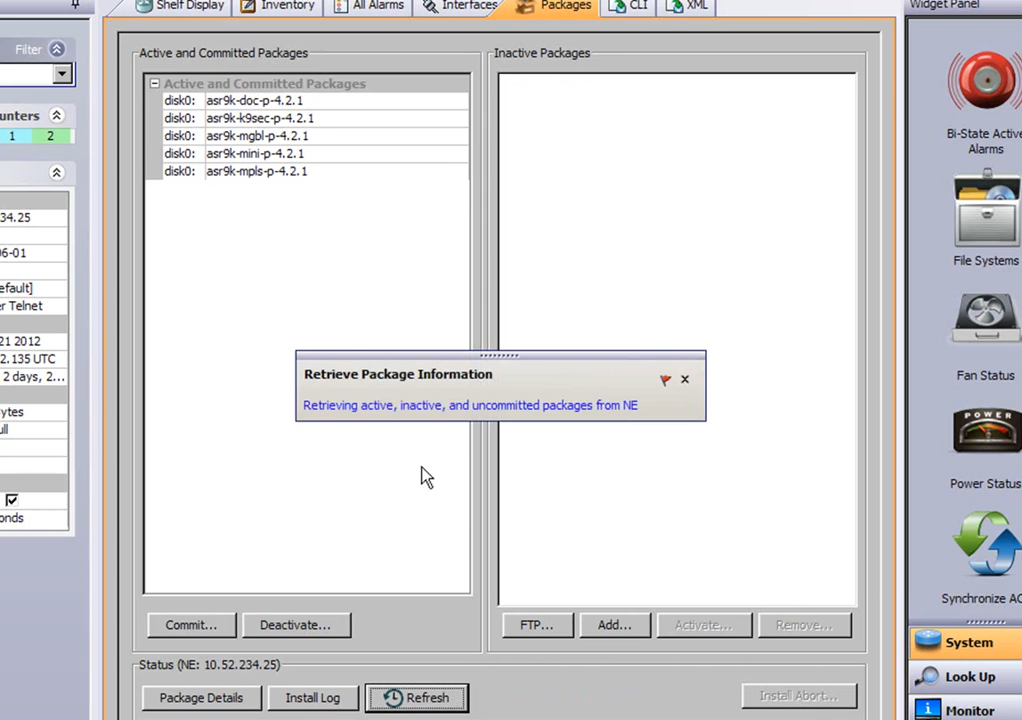 Shelf Display
Inventory
All Alarms
Interfaces
Packages
CLI
XML
Widget Panel
Filter
unters
1 2
34.25
06-01
efault]
er Telnet
21 2012
2.135 UTC
2 days, 2...
ytes
ull
onds
Active and Committed Packages
Active and Committed Packages
disk0: asr9k-doc-p-4.2.1
disk0: asr9k-k9sec-p-4.2.1
disk0: asr9k-mgbl-p-4.2.1
disk0: asr9k-mini-p-4.2.1
disk0: asr9k-mpls-p-4.2.1
Inactive Packages
Retrieve Package Information
Retrieving active, inactive, and uncommitted packages from NE
Commit...
Deactivate...
FTP...
Add...
Activate...
Remove...
Status (NE: 10.52.234.25)
Package Details
Install Log
Refresh
Install Abort...
Bi-State Active
Alarms
File Systems
Fan Status
POWER
Power Status
Synchronize AC
System
Look Up
Monitor